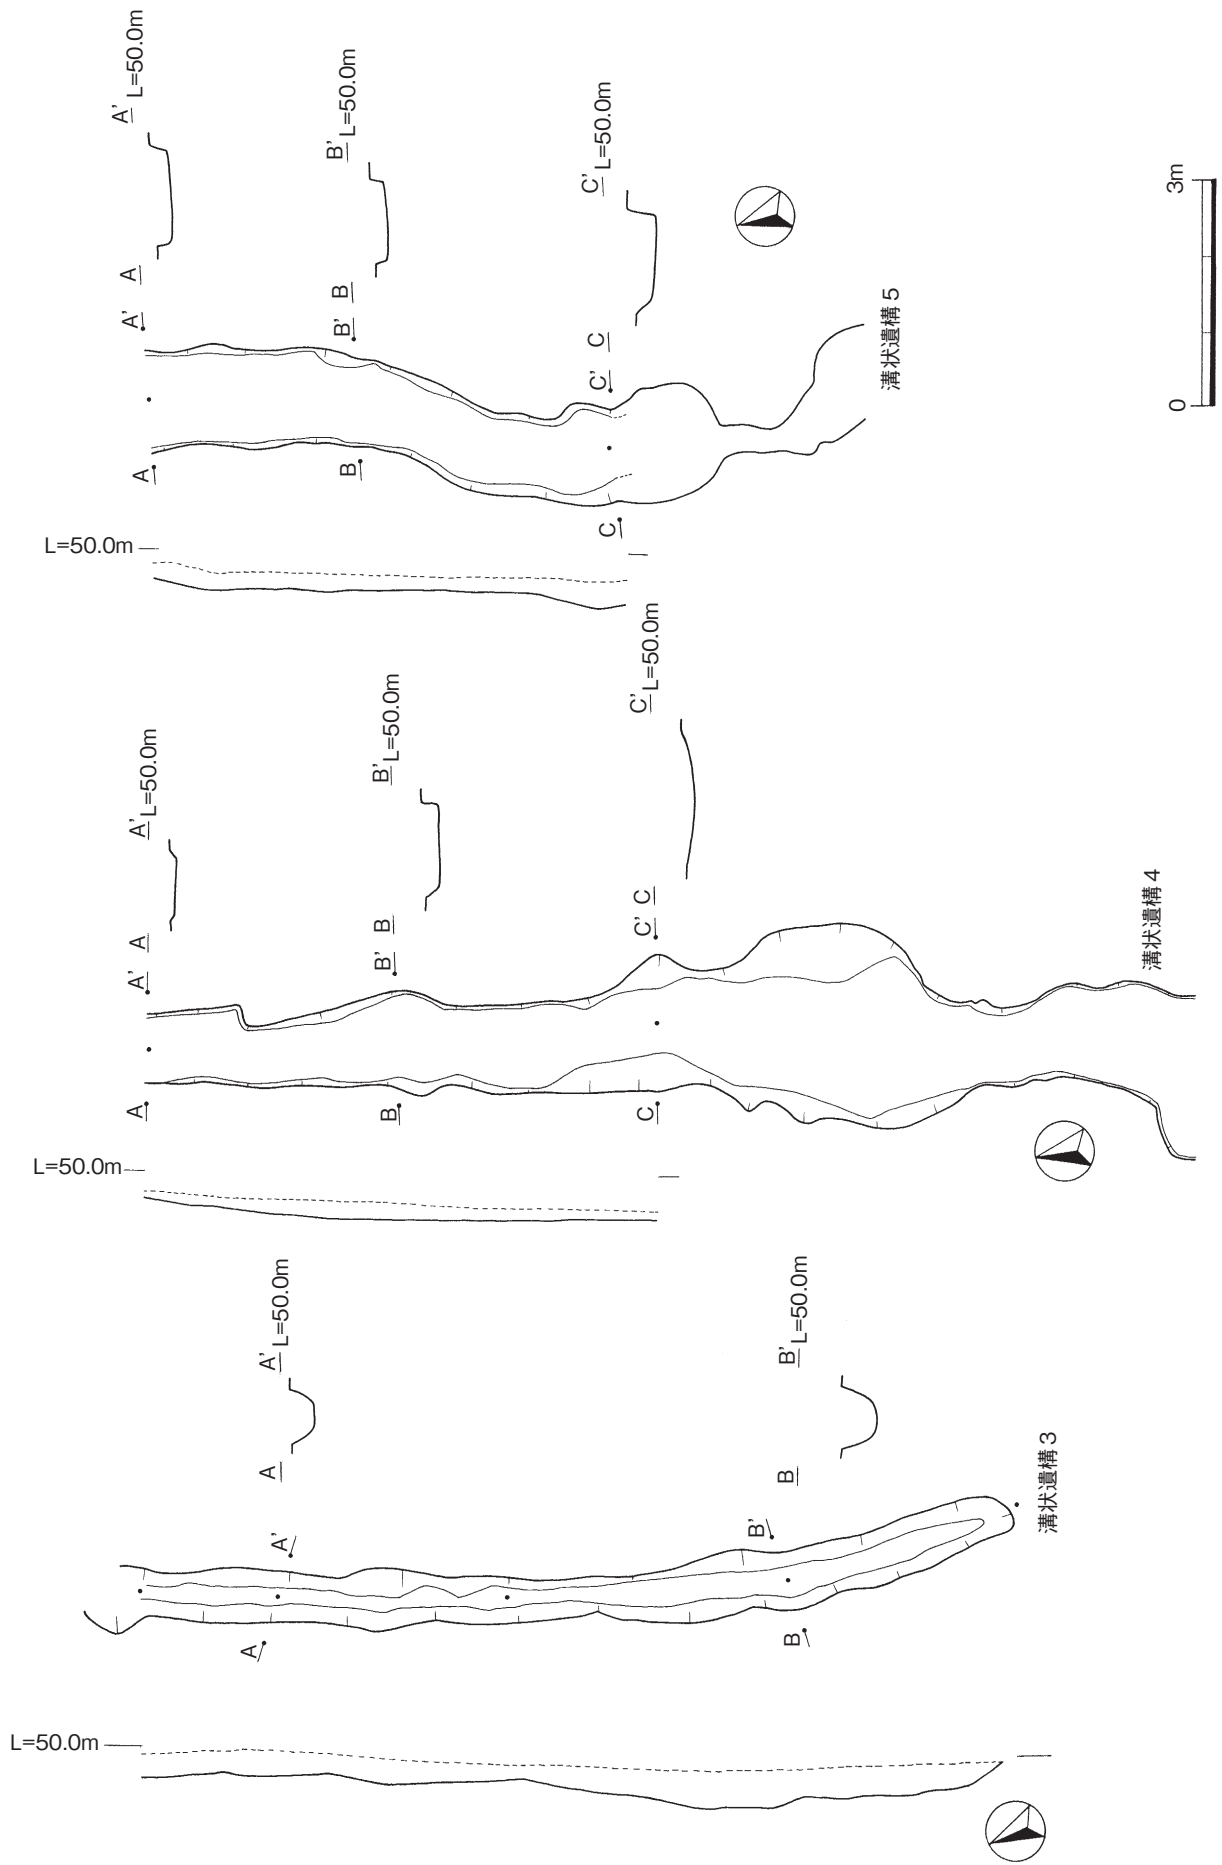 A' L=50.0m
A
B' L=50.0m
B
C' L=50.0m
C
A'
B'
C'
A
B
C
L=50.0m
溝状遺構5
3m
0
A' L=50.0m
A
B' L=50.0m
B
C' L=50.0m
C
A'
B'
C'
A
B
C
L=50.0m
溝状遺構4
A' L=50.0m
A
B' L=50.0m
B
A'
B'
A
B
L=50.0m
溝状遺構3